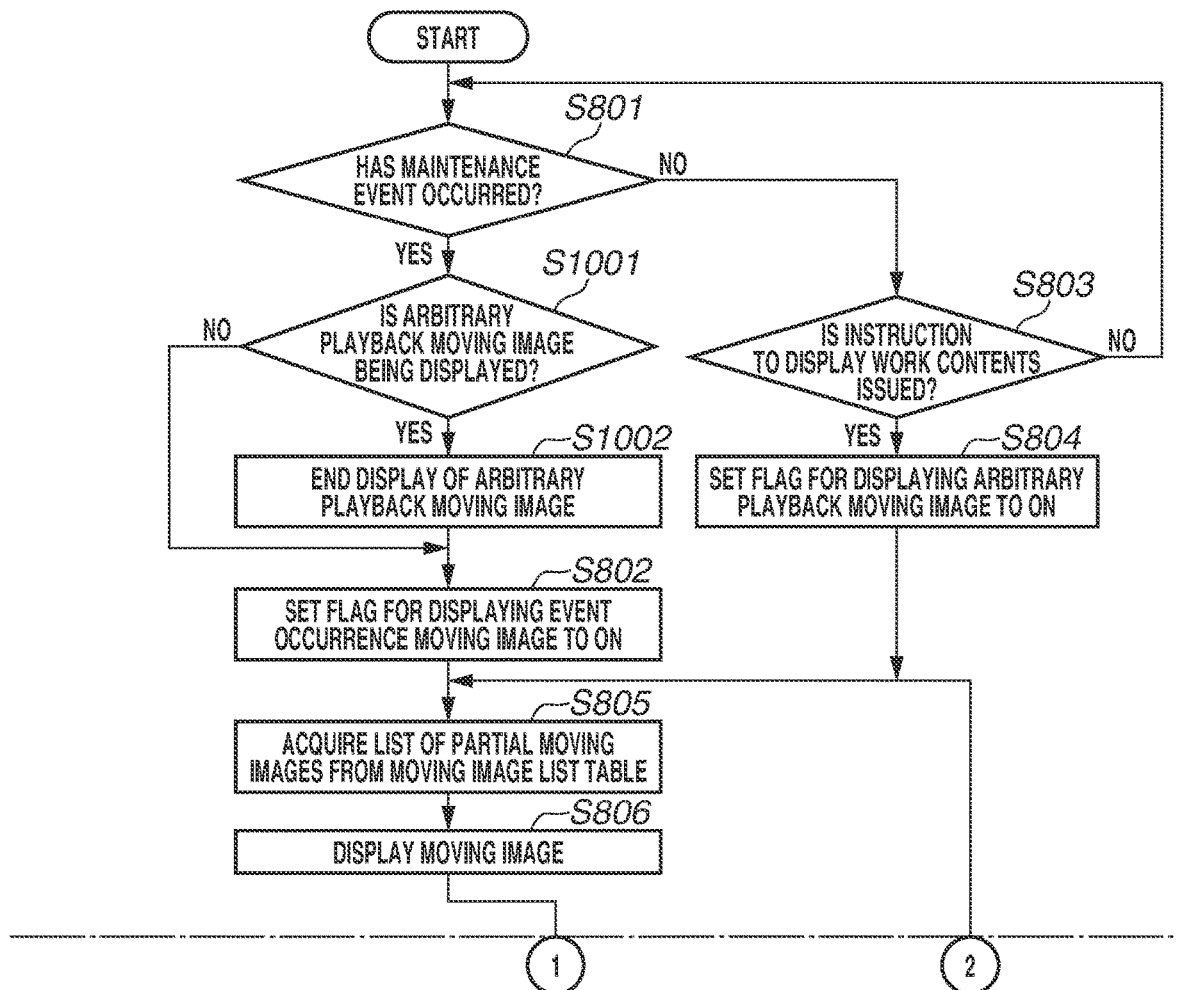 START
S801
HAS MAINTENANCE
EVENT OCCURRED?
NO
YES
S1001
IS ARBITRARY
PLAYBACK MOVING IMAGE
BEING DISPLAYED?
NO
YES
S803
IS INSTRUCTION
TO DISPLAY WORK CONTENTS
ISSUED?
NO
YES
S1002
END DISPLAY OF ARBITRARY
PLAYBACK MOVING IMAGE
S804
SET FLAG FOR DISPLAYING ARBITRARY
PLAYBACK MOVING IMAGE TO ON
S802
SET FLAG FOR DISPLAYING EVENT
OCCURRENCE MOVING IMAGE TO ON
S805
ACQUIRE LIST OF PARTIAL MOVING
IMAGES FROM MOVING IMAGE LIST TABLE
S806
DISPLAY MOVING IMAGE
1
2